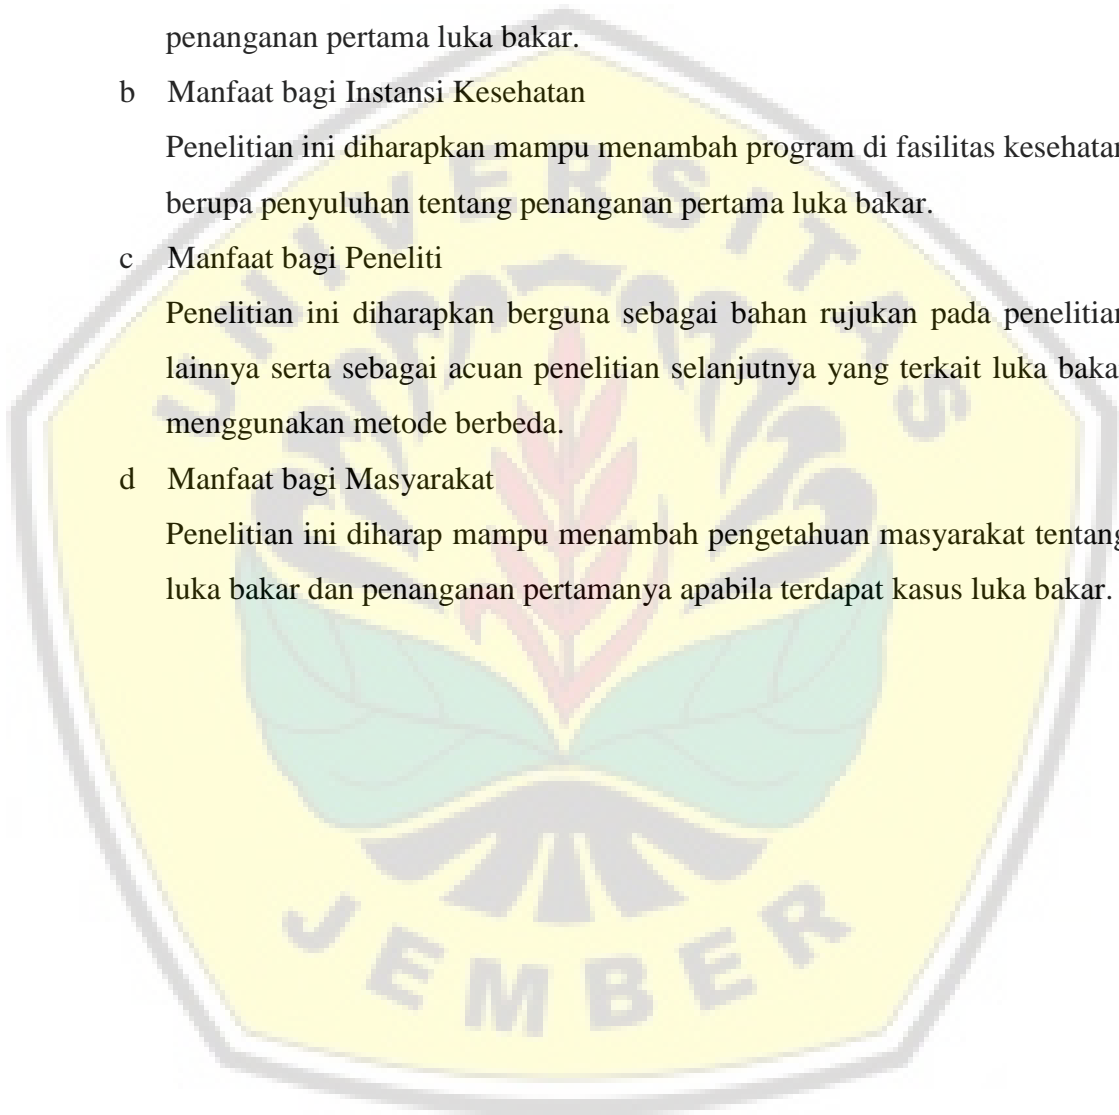 penanganan pertama luka bakar.
b Manfaat bagi Instansi Kesehatan
Penelitian ini diharapkan mampu menambah program di fasilitas kesehatan
berupa penyuluhan tentang penanganan pertama luka bakar.
c Manfaat bagi Peneliti
Penelitian ini diharapkan berguna sebagai bahan rujukan pada penelitian
lainnya serta sebagai acuan penelitian selanjutnya yang terkait luka baka
menggunakan metode berbeda.
d Manfaat bagi Masyarakat
Penelitian ini diharap mampu menambah pengetahuan masyarakat tentang
luka bakar dan penanganan pertamanya apabila terdapat kasus luka bakar.
UNIVERSITAS
JEMBER